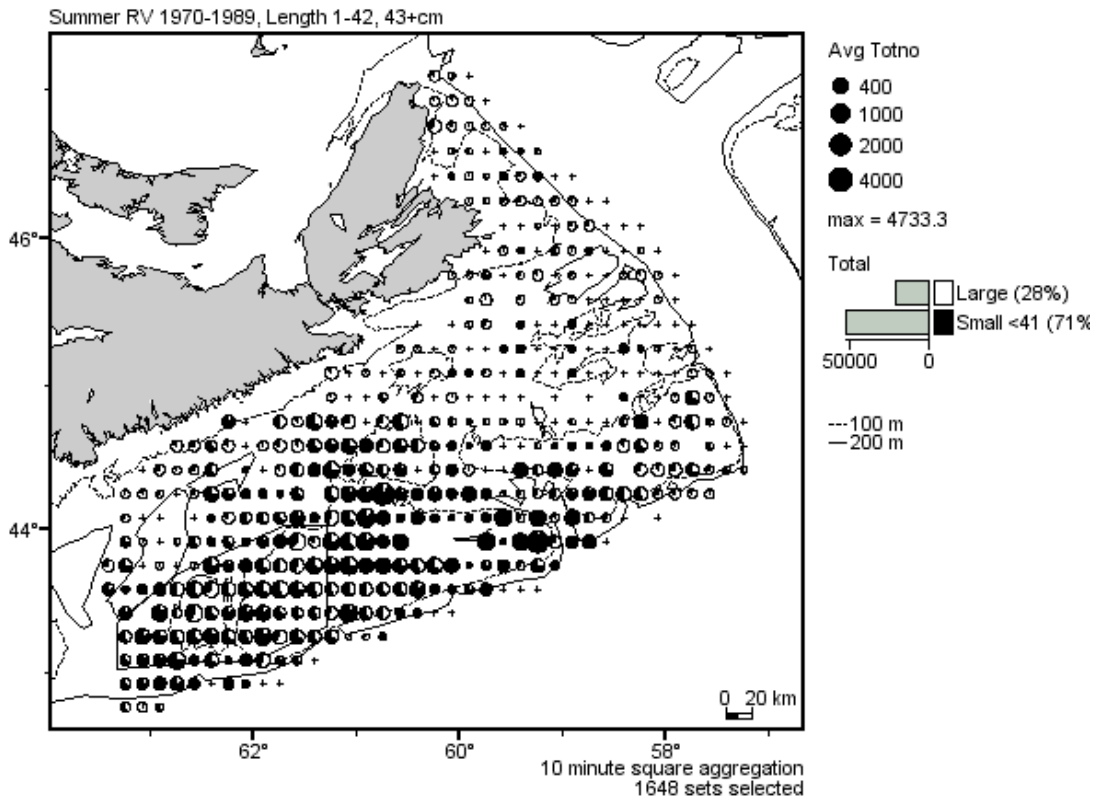 Summer RV 1970-1989, Length 1-42, 43+cm
Avg Totno
400
1000
2000
4000
max = 4733.3
Total
Large (28%)
Small <41 (71%
50000 0
---100 m
—200 m
46°
44°
0 20 km
62° 60° 58°
10 minute square aggregation
1648 sets selected